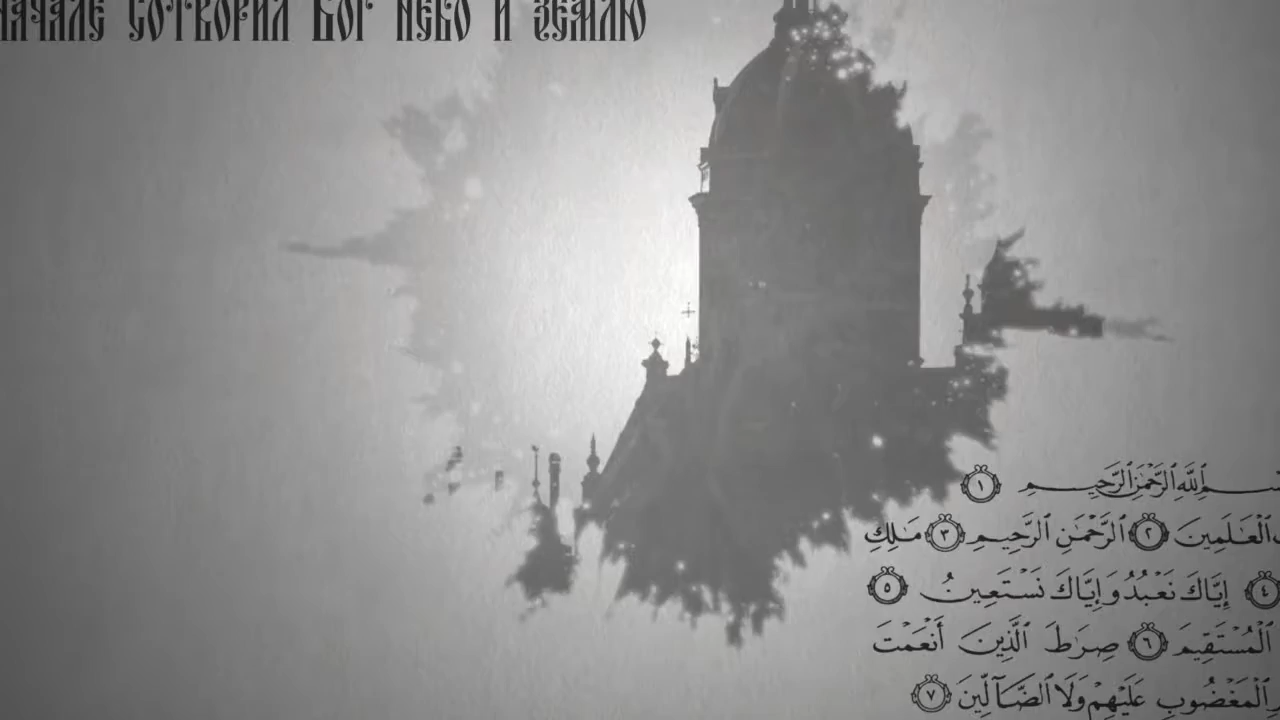 НАЧАЛЕ СОТВОРИЛ БОГ НЕБО И ЗЕМЛЮ
ٱللَّهِ ٱلرَّحْمَٰنِ ٱلرَّحِيمِ ١
ٱلْعَٰلَمِينَ ٢ ٱلرَّحْمَٰنِ ٱلرَّحِيمِ ٣ مَٰلِكِ
٤ إِيَّاكَ نَعْبُدُ وَإِيَّاكَ نَسْتَعِينُ ٥
ٱلْمُسْتَقِيمَ ٦ صِرَٰطَ ٱلَّذِينَ أَنْعَمْتَ
ٱلْمَغْضُوبِ عَلَيْهِمْ وَلَا ٱلضَّآلِّينَ ٧